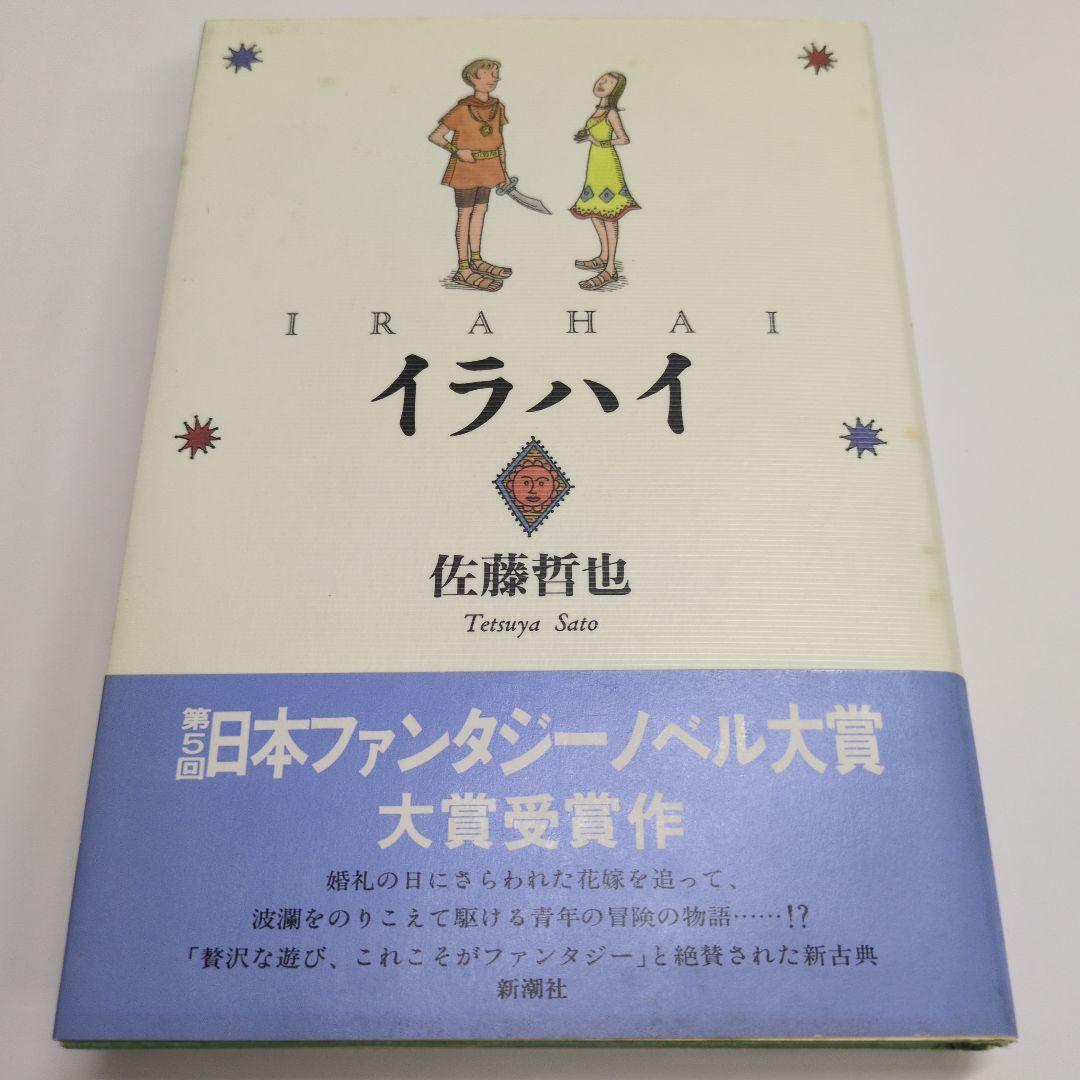 IRAHAI
イラハイ
佐藤哲也
Tetsuya Sato
第5回日本ファンタジーノベル大賞
大賞受賞作
婚礼の日にさらわれた花嫁を追って、
波瀾をのりこえて駆ける青年の冒険の物語……!?
「贅沢な遊び、これこそがファンタジー」と絶賛された新古典
新潮社